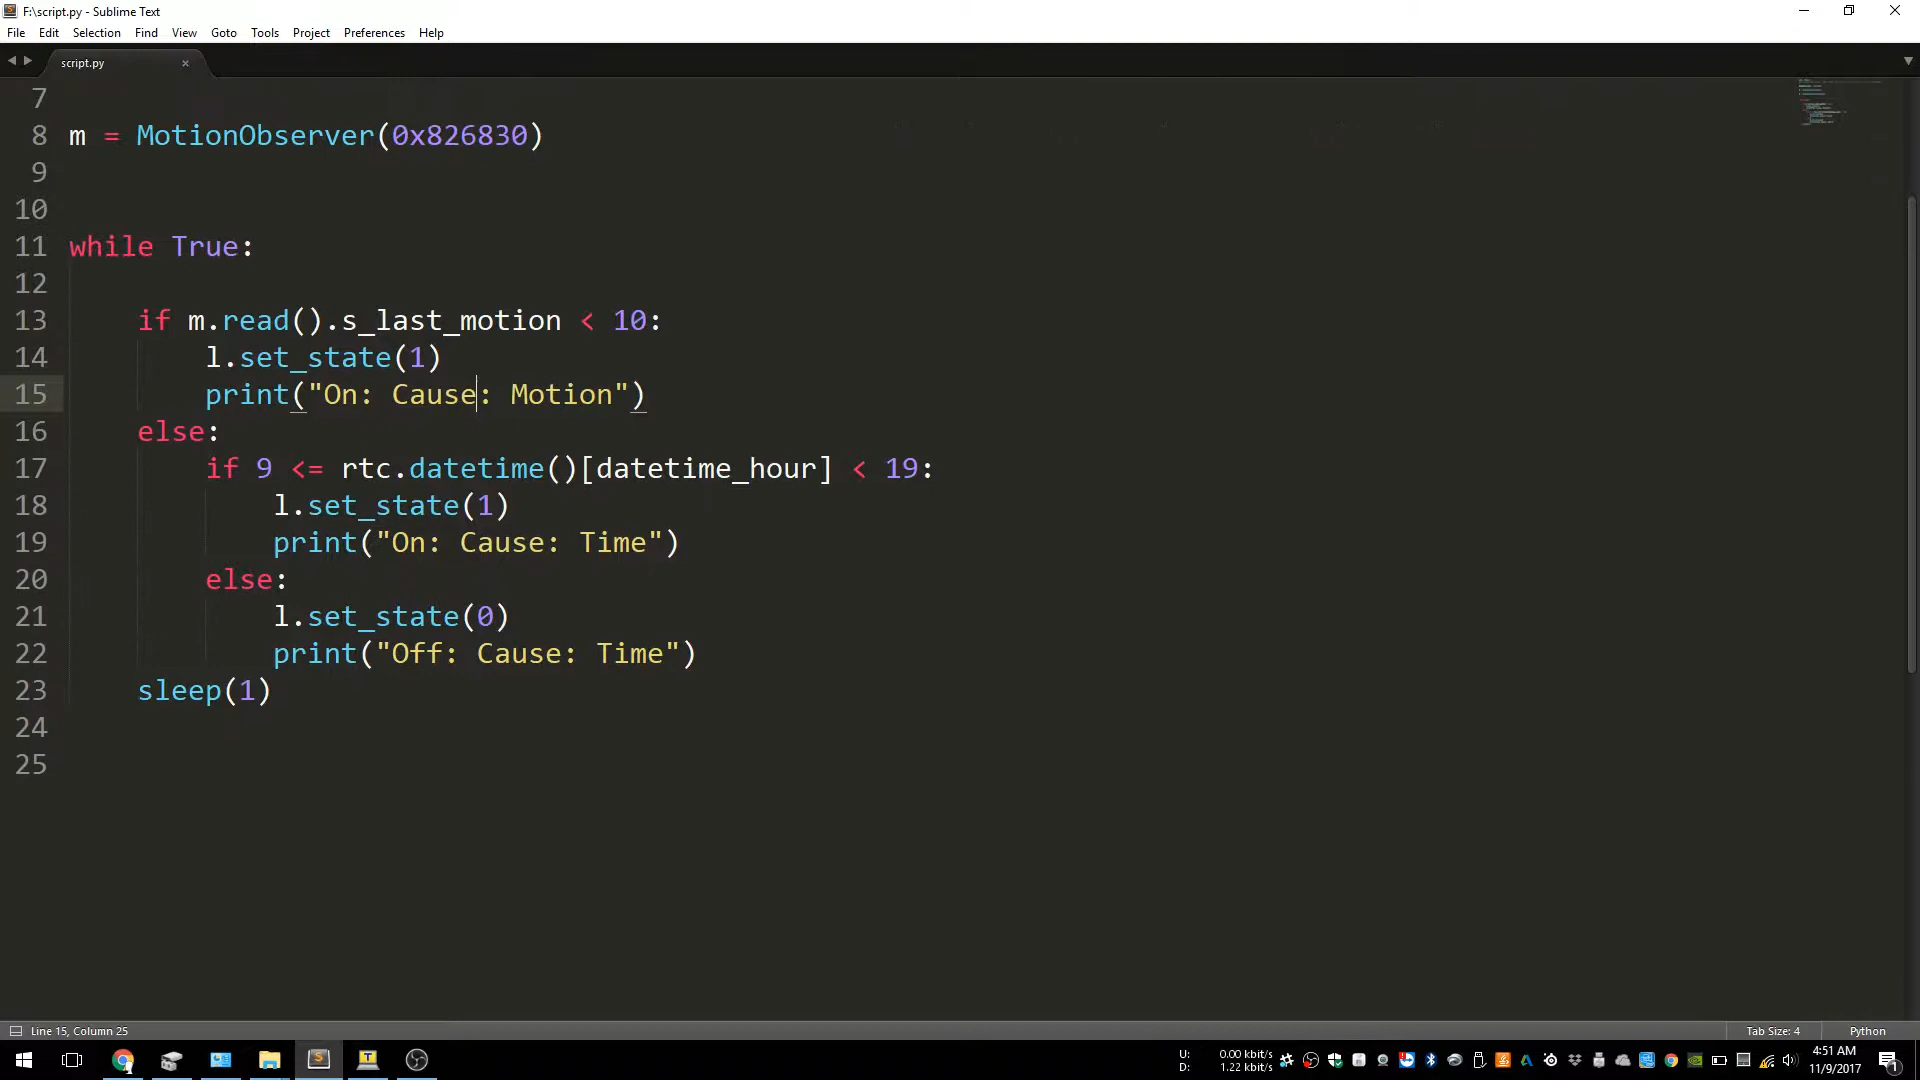 F:\script.py - Sublime Text
File Edit Selection Find View Goto Tools Project Preferences Help
script.py
7
8 m = MotionObserver(0x826830)
9
10
11 while True:
12
13 if m.read().s_last_motion < 10:
14 l.set_state(1)
15 print("On: Cause: Motion")
16 else:
17 if 9 <= rtc.datetime()[datetime_hour] < 19:
18 l.set_state(1)
19 print("On: Cause: Time")
20 else:
21 l.set_state(0)
22 print("Off: Cause: Time")
23 sleep(1)
24
25
Line 15, Column 25 Tab Size: 4 Python
U: 0.00 kbit/s
D: 1.22 kbit/s
4:51 AM
11/9/2017
1